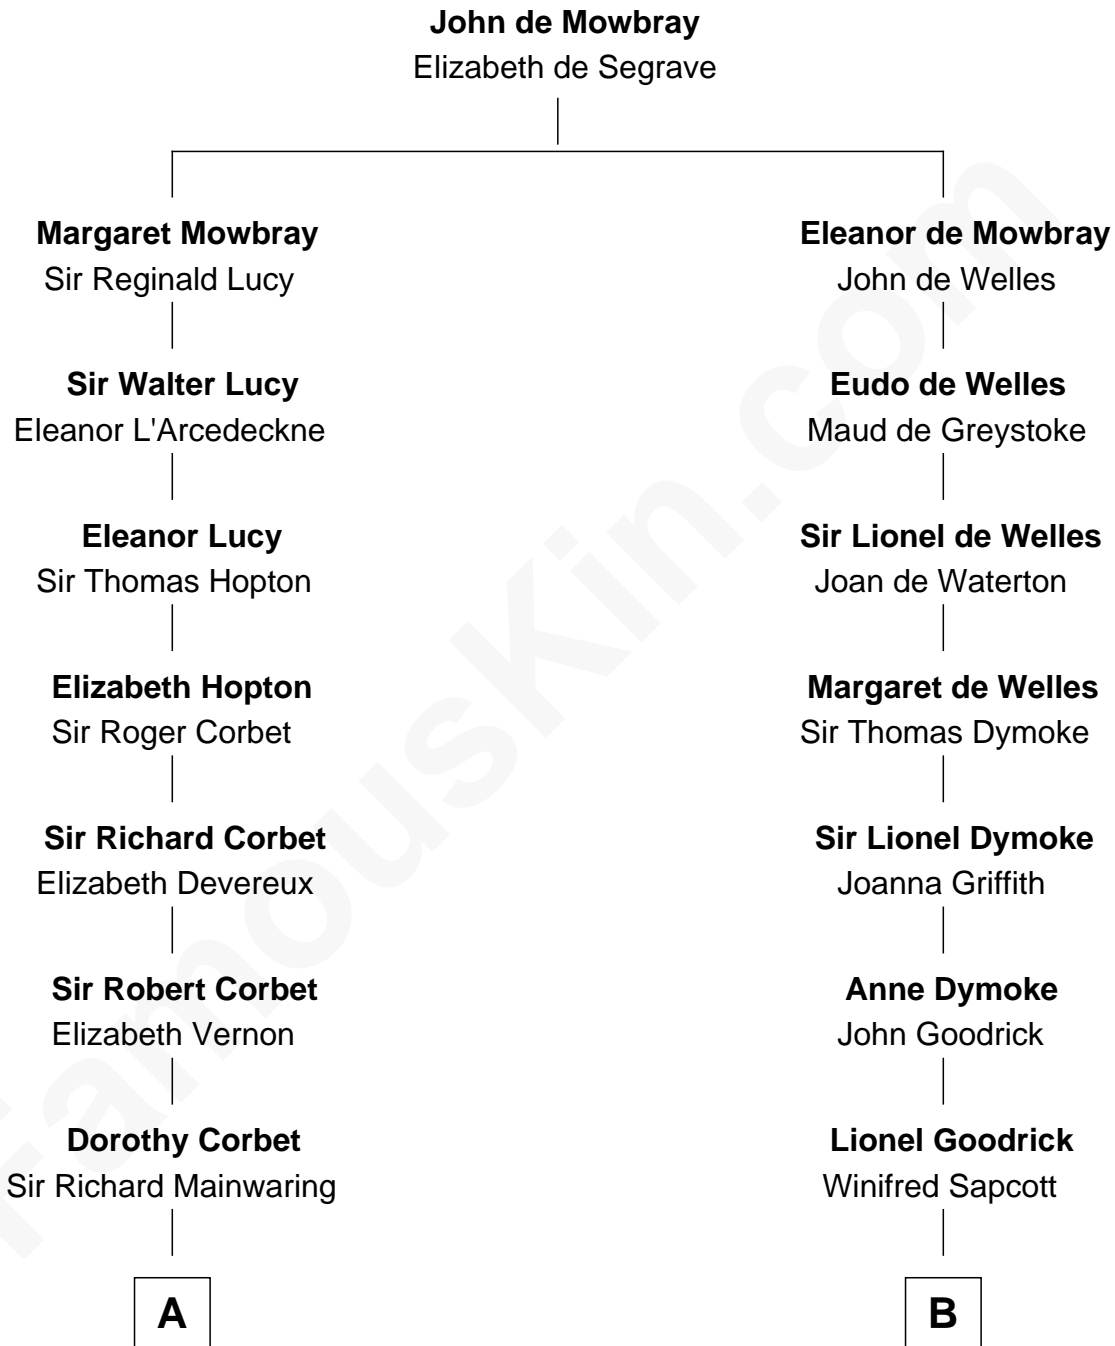 John de Mowbray
Elizabeth de Segrave
Margaret Mowbray
Sir Reginald Lucy
Sir Walter Lucy
Eleanor L'Arcedeckne
Eleanor Lucy
Sir Thomas Hopton
Elizabeth Hopton
Sir Roger Corbet
Sir Richard Corbet
Elizabeth Devereux
Sir Robert Corbet
Elizabeth Vernon
Dorothy Corbet
Sir Richard Mainwaring
A
Eleanor de Mowbray
John de Welles
Eudo de Welles
Maud de Greystoke
Sir Lionel de Welles
Joan de Waterton
Margaret de Welles
Sir Thomas Dymoke
Sir Lionel Dymoke
Joanna Griffith
Anne Dymoke
John Goodrick
Lionel Goodrick
Winifred Sapcott
B
FamousKin.com